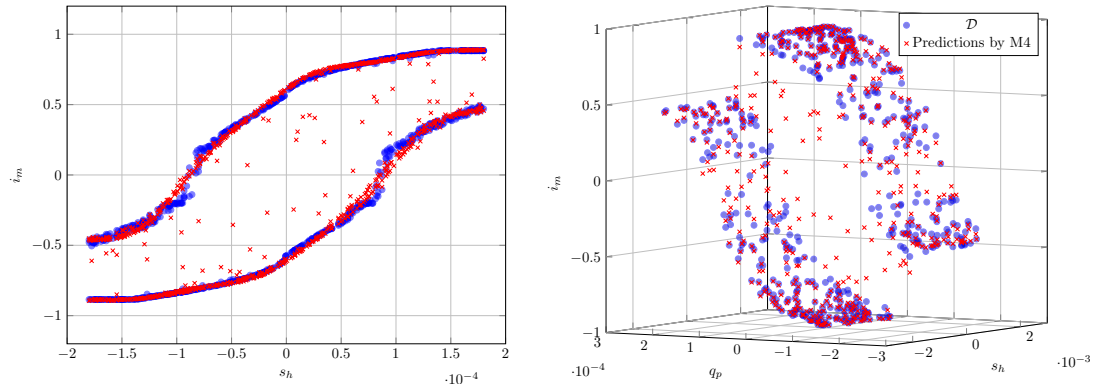 1
0.5
0
−0.5
−1
i_m
−2 −1.5 −1 −0.5 0 0.5 1 1.5 2
s_h
·10⁻⁴
𝒟
Predictions by M4
1
0.5
0
−0.5
−1
i_m
3 2 1 0 −1 −2 −3
·10⁻⁴
q_p
−2 0 2
s_h
·10⁻³